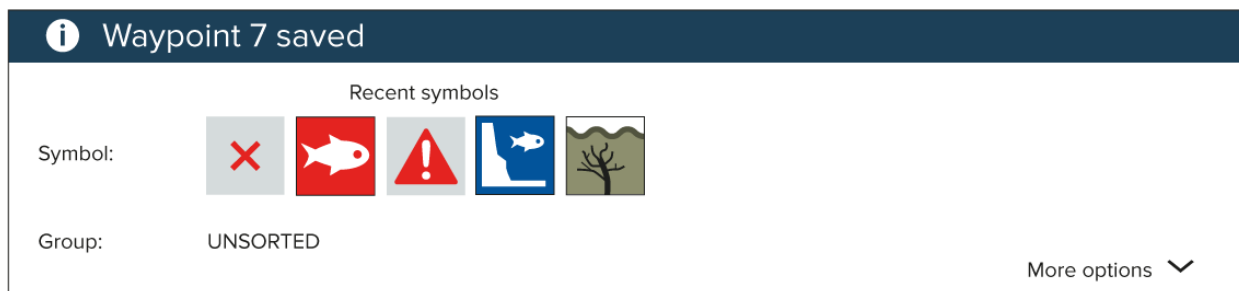 Waypoint 7 saved
Recent symbols
Symbol:
Group: UNSORTED
More options